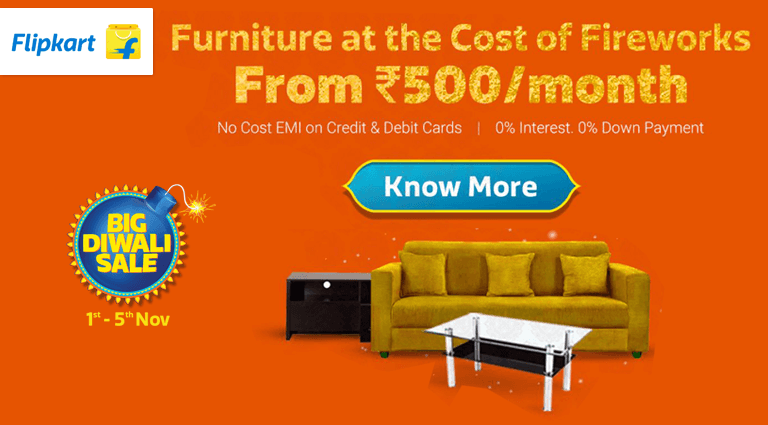 Flipkart
Furniture at the Cost of Fireworks
From ₹500/month
No Cost EMI on Credit & Debit Cards | 0% Interest. 0% Down Payment
Know More
BIG
DIWALI
SALE
1st - 5th Nov